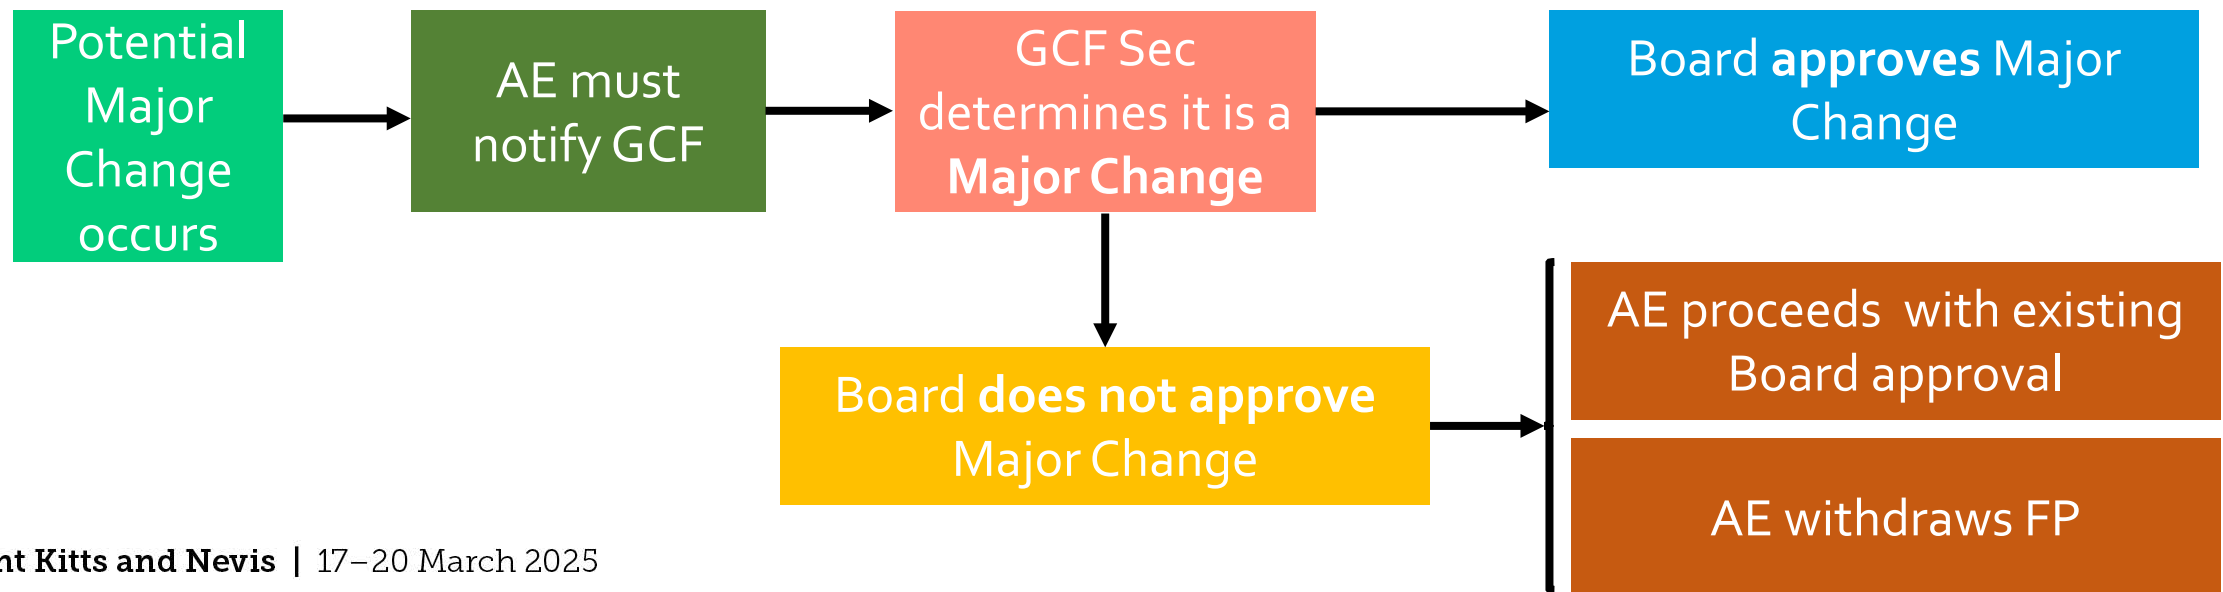 Potential
Major
Change
occurs
AE must
notify GCF
GCF Sec
determines it is a
Major Change
Board approves Major
Change
Board does not approve
Major Change
AE proceeds with existing
Board approval
AE withdraws FP
Kitts and Nevis | 17–20 March 2025